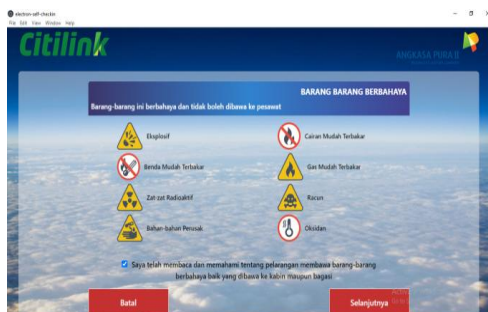 electron-self-checkin
File Edit View Window Help
Citilink
ANGKASA PURA II
BARANG BARANG BERBAHAYA
Barang-barang ini berbahaya dan tidak boleh dibawa ke pesawat
Eksplosif
Cairan Mudah Terbakar
Benda Mudah Terbakar
Gas Mudah Terbakar
Zat-zat Radioaktif
Racun
Bahan-bahan Perusak
Oksidan
Saya telah membaca dan memahami tentang pelarangan membawa barang-barang
berbahaya baik yang dibawa ke kabin maupun bagasi
Batal
Selanjutnya